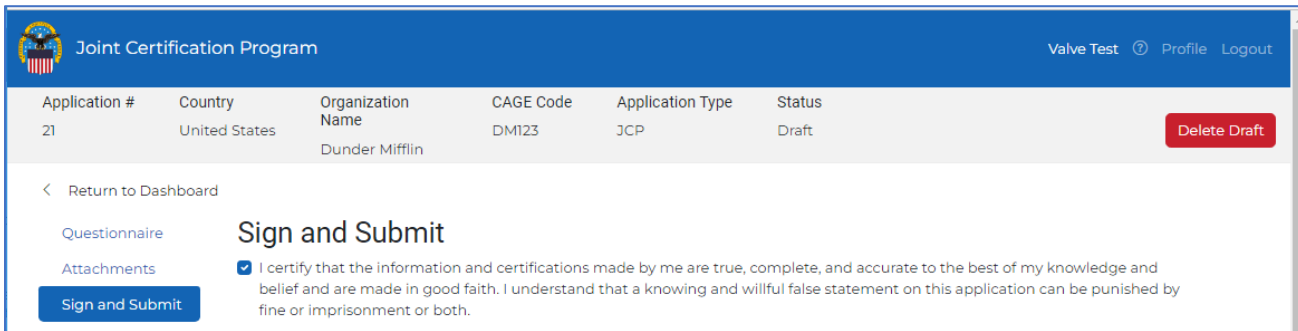 Joint Certification Program
Valve Test Profile Logout
Application # Country Organization Name CAGE Code Application Type Status
21 United States Dunder Mifflin DM123 JCP Draft
Delete Draft
Return to Dashboard
Questionnaire
Attachments
Sign and Submit
Sign and Submit
I certify that the information and certifications made by me are true, complete, and accurate to the best of my knowledge and
belief and are made in good faith. I understand that a knowing and willful false statement on this application can be punished by
fine or imprisonment or both.